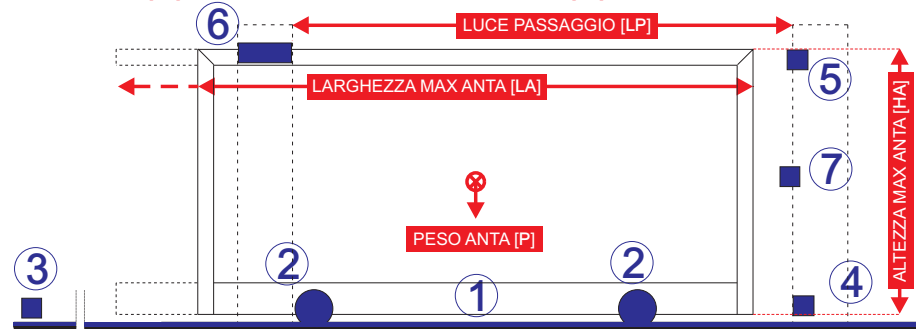 6
LUCE PASSAGGIO [LP]
5
LARGHEZZA MAX ANTA [LA]
7
ALTEZZA MAX ANTA [HA]
PESO ANTA [P]
3
2
1
2
4